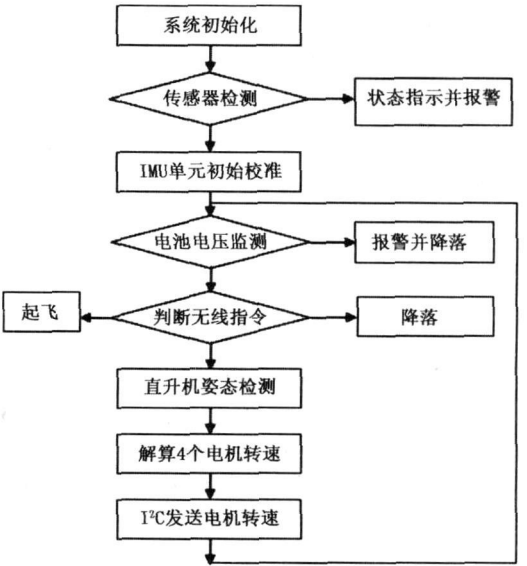 系统初始化
传感器检测
状态指示并报警
IMU单元初始校准
电池电压监测
报警并降落
起飞
判断无线指令
降落
直升机姿态检测
解算4个电机转速
I²C发送电机转速